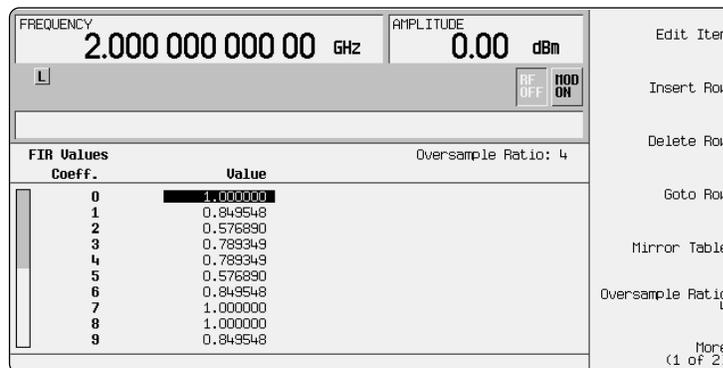 FREQUENCY
2.000 000 000 00 GHz
AMPLITUDE
0.00 dBm
L
RF OFF
MOD ON
FIR Values
Oversample Ratio: 4
Coeff. Value
0 1.000000
1 0.849548
2 0.576890
3 0.789349
4 0.789349
5 0.576890
6 0.849548
7 1.000000
8 1.000000
9 0.849548
Edit Item
Insert Row
Delete Row
Goto Row
Mirror Table
Oversample Ratio
4
More
(1 of 2)